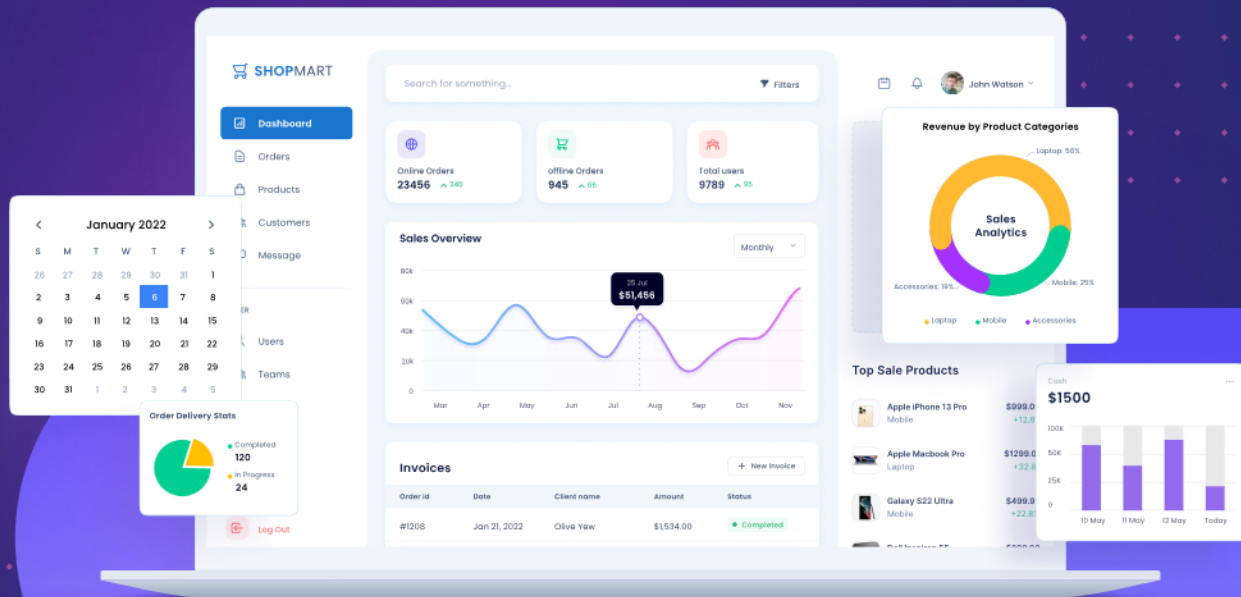 SHOPMART
Search for something...
Filters
John Watson
Dashboard
Orders
Products
Customers
Message
Users
Teams
Log Out
Online Orders
23456 345
offline Orders
945
Total users
9789 95
Sales Overview
Monthly
80k
60k
40k
20k
0
25 Jul
$51,456
Mar Apr May Jun Jul Aug Sep Oct Nov
Invoices
+ New Invoice
Order id Date Client name Amount Status
#1208 Jan 21, 2022 Olive Yew $1,534.00 Completed
January 2022
S M T W T F S
26 27 28 29 30 31 1
2 3 4 5 6 7 8
9 10 11 12 13 14 15
16 17 18 19 20 21 22
23 24 25 26 27 28 29
30 31 1 2 3 4 5
Order Delivery Stats
Completed
120
In Progress
24
Revenue by Product Categories
Laptop: 56%
Sales
Analytics
Accessories: 19%
Mobile: 25%
Laptop Mobile Accessories
Top Sale Products
Apple iPhone 13 Pro $999.0
Mobile +12.8
Apple Macbook Pro $1299.0
Laptop +32.8
Galaxy S22 Ultra $499.9
Mobile +22.8
Cash
$1500
100K
50K
25K
0
10 May 11 May 12 May Today